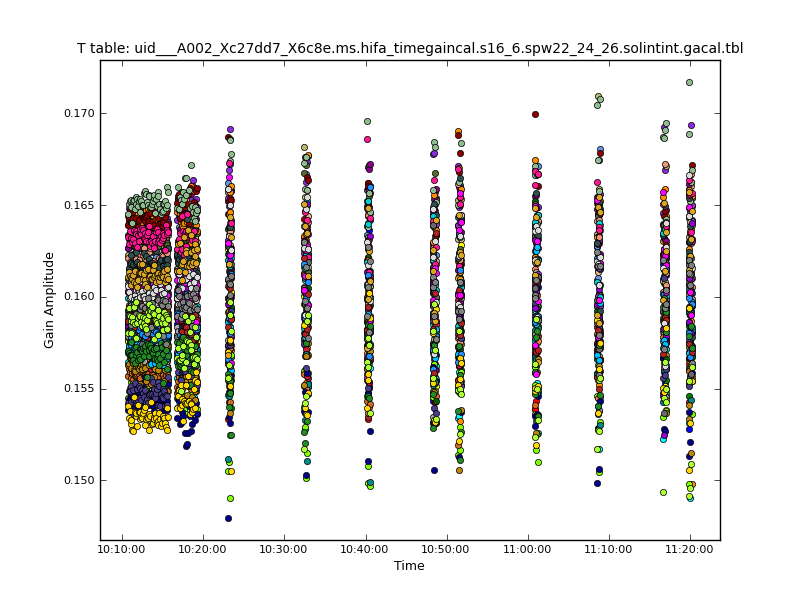 T table: uid___A002_Xc27dd7_X6c8e.ms.hifa_timegaincal.s16_6.spw22_24_26.solintint.gacal.tbl
0.170
0.165
0.160
0.155
0.150
Gain Amplitude
10:10:00 10:20:00 10:30:00 10:40:00 10:50:00 11:00:00 11:10:00 11:20:00
Time